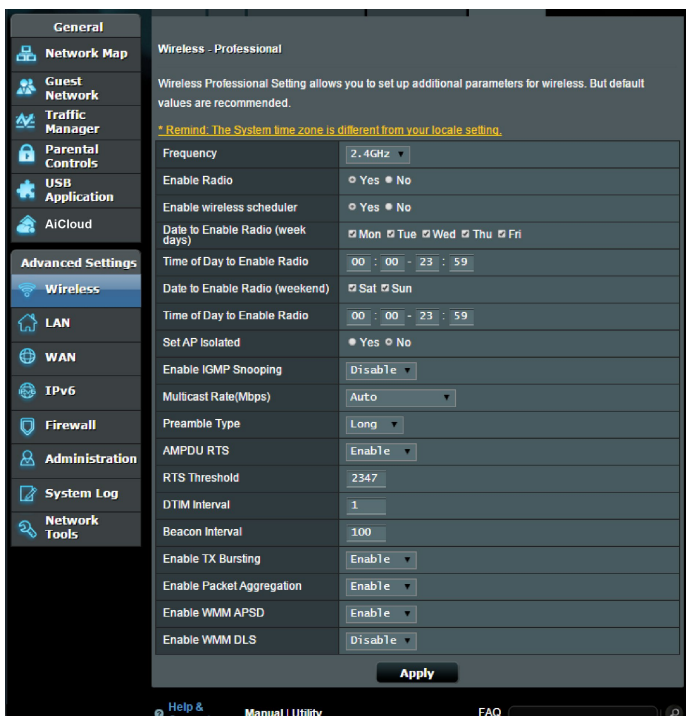 General
Network Map
Guest
Network
Traffic
Manager
Parental
Controls
USB
Application
AiCloud
Advanced Settings
Wireless
LAN
WAN
IPv6
Firewall
Administration
System Log
Network
Tools
Wireless - Professional
Wireless Professional Setting allows you to set up additional parameters for wireless. But default
values are recommended.
* Remind: The System time zone is different from your locale setting.
Frequency 2.4GHz
Enable Radio Yes No
Enable wireless scheduler Yes No
Date to Enable Radio (week
days) Mon Tue Wed Thu Fri
Time of Day to Enable Radio 00 : 00 - 23 : 59
Date to Enable Radio (weekend) Sat Sun
Time of Day to Enable Radio 00 : 00 - 23 : 59
Set AP Isolated Yes No
Enable IGMP Snooping Disable
Multicast Rate(Mbps) Auto
Preamble Type Long
AMPDU RTS Enable
RTS Threshold 2347
DTIM Interval 1
Beacon Interval 100
Enable TX Bursting Enable
Enable Packet Aggregation Enable
Enable WMM APSD Enable
Enable WMM DLS Disable
Apply
Help &
Manual | Utility FAQ